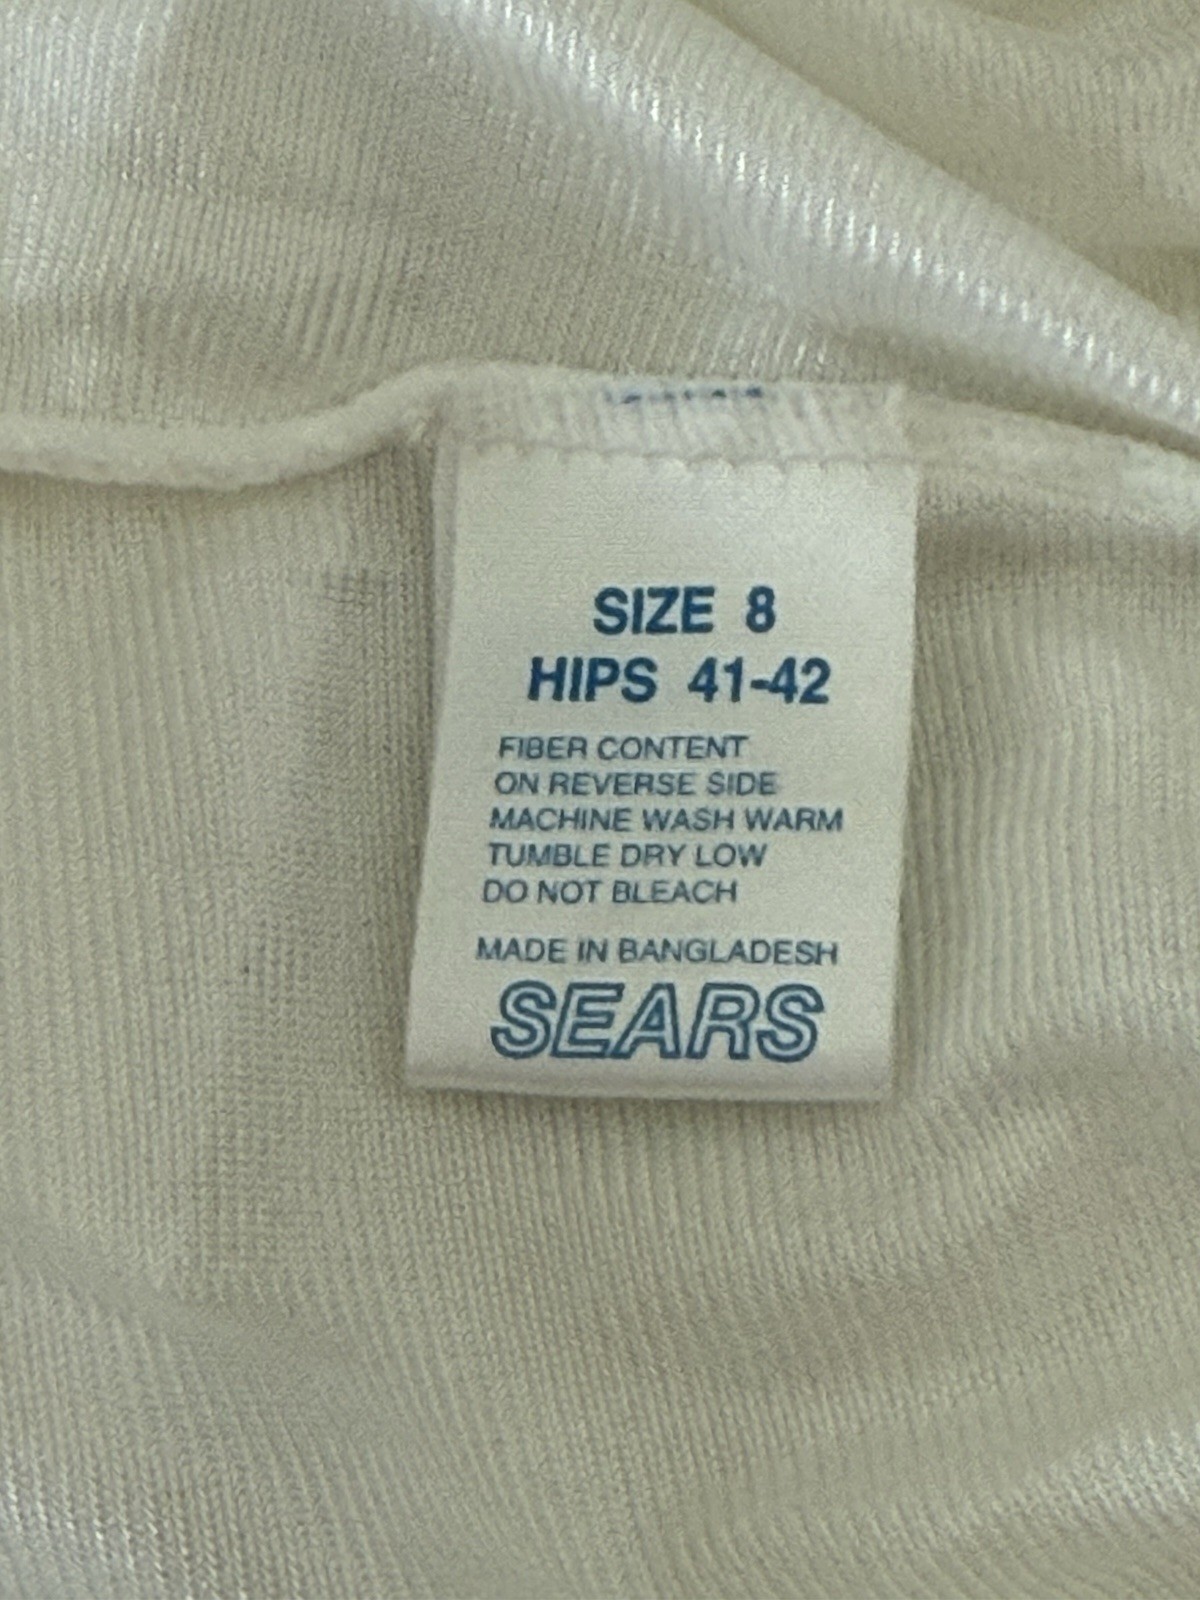 SIZE 8
HIPS 41-42
FIBER CONTENT
ON REVERSE SIDE
MACHINE WASH WARM
TUMBLE DRY LOW
DO NOT BLEACH
MADE IN BANGLADESH
SEARS